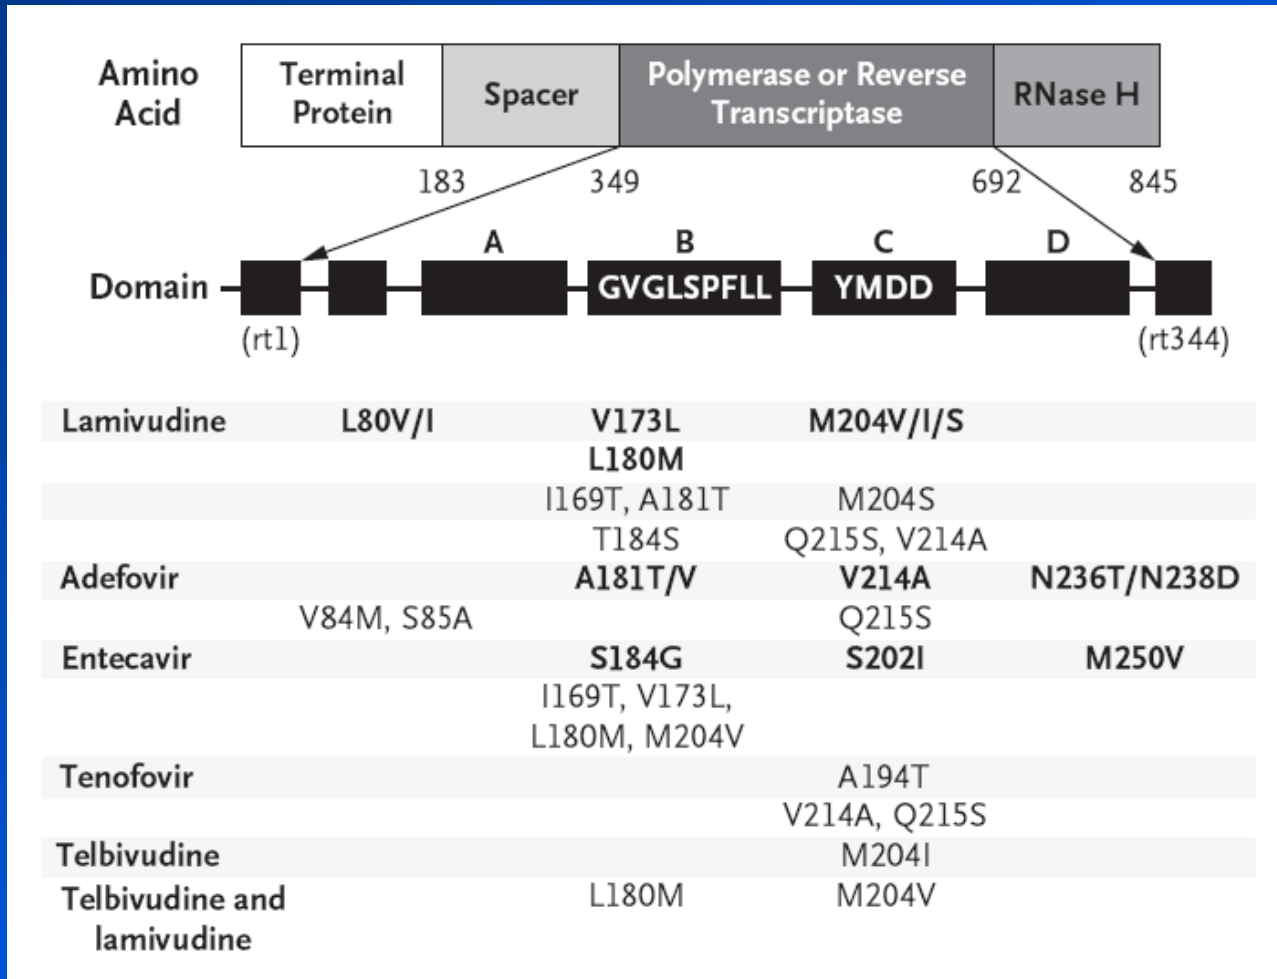 Amino Acid
Terminal Protein
Spacer
Polymerase or Reverse Transcriptase
RNase H
183 349 692 845
A B C D
Domain GVGLSPFLL YMDD
(rt1) (rt344)
Lamivudine L80V/I V173L M204V/I/S
L180M
I169T, A181T M204S
T184S Q215S, V214A
Adefovir A181T/V V214A N236T/N238D
V84M, S85A Q215S
Entecavir S184G S202I M250V
I169T, V173L,
L180M, M204V
Tenofovir A194T
V214A, Q215S
Telbivudine M204I
Telbivudine and L180M M204V
lamivudine